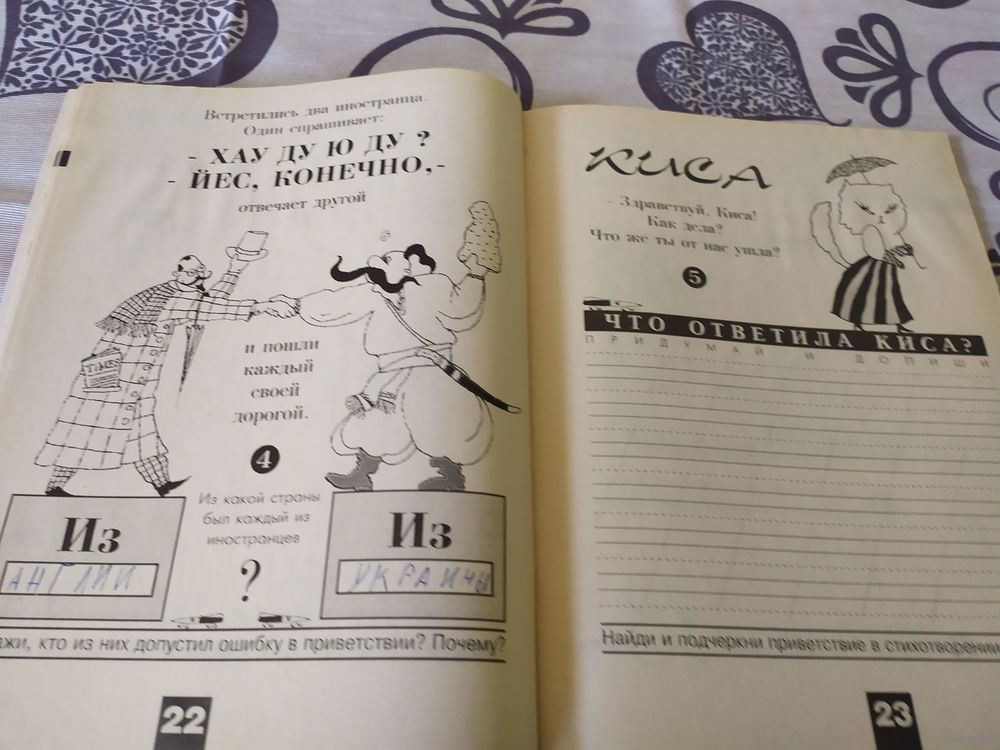 Встретились два иностранца.
Один спрашивает:
- ХАУ ДУ Ю ДУ ?
- ЙЕС, КОНЕЧНО,-
отвечает другой
TIMES
и пошли
каждый
своей
дорогой.
4
Из какой страны
был каждый из
иностранцев
?
Из
АНГЛИИ
Из
УКРАИНЫ
ажи, кто из них допустил ошибку в приветствии? Почему?
22
КИСА
- Здравствуй, Киса!
Как дела?
Что же ты от нас ушла?
5
ЧТО ОТВЕТИЛА КИСА?
ПРИДУМАЙ И ДОПИШИ
Найди и подчеркни приветствие в стихотворении
23